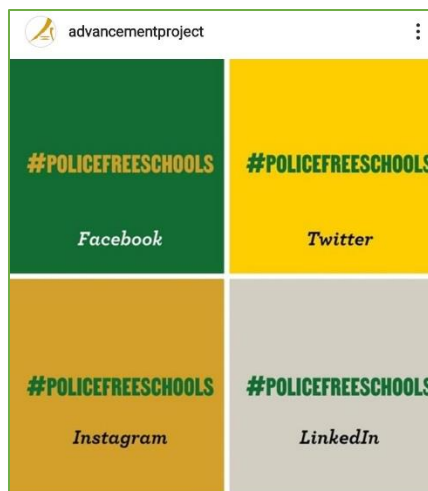 advancementproject
#POLICEFREESCHOOLS
Facebook
#POLICEFREESCHOOLS
Twitter
#POLICEFREESCHOOLS
Instagram
#POLICEFREESCHOOLS
LinkedIn